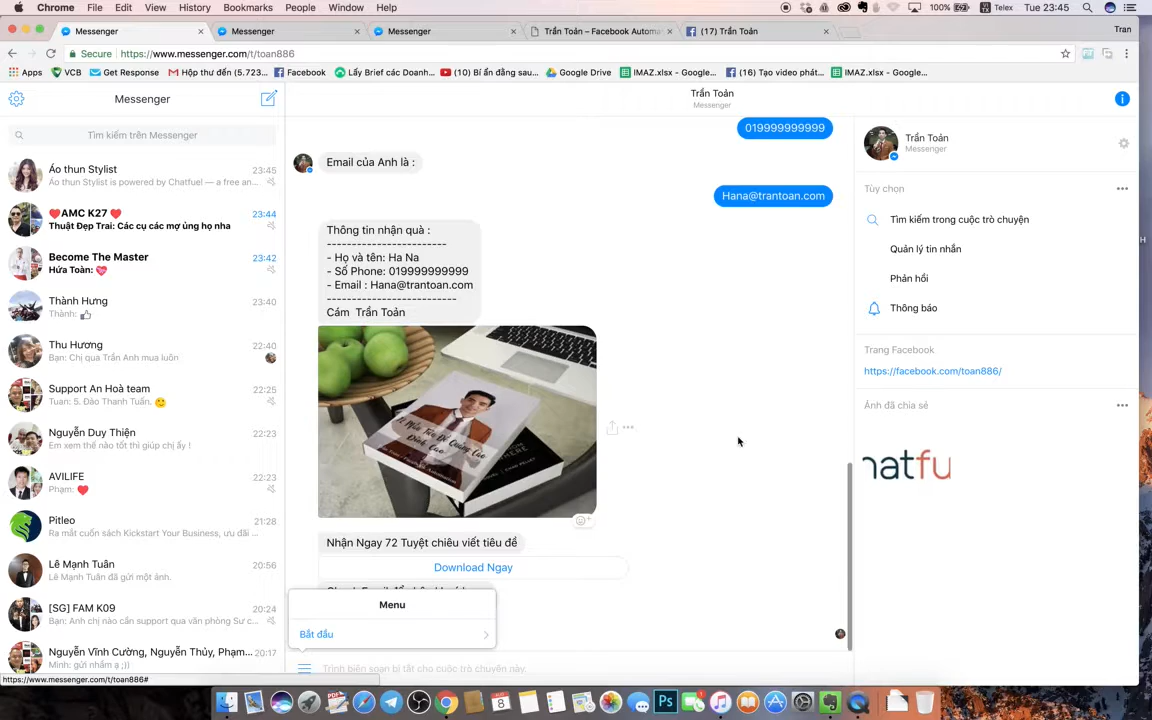 Chrome File Edit View History Bookmarks People Window Help
100% Telex Tue 23:45
Messenger
Messenger
Messenger
Trần Toản – Facebook Automa
(17) Trần Toản
Tran
Secure https://www.messenger.com/t/toan886
Apps
VCB
Get Response
Hộp thư đến (5.723...
Facebook
Lấy Brief các Doanh...
(10) Bí ẩn đằng sau...
Google Drive
IMAZ.xlsx - Google...
(16) Tạo video phát...
IMAZ.xlsx - Google...
Messenger
Tìm kiếm trên Messenger
Áo thun Stylist 23:45
Áo thun Stylist is powered by Chatfuel — a free an...
AMC K27 23:44
Thuật Đẹp Trai: Các cụ các mợ ủng họ nha
Become The Master 23:42
Hứa Toàn:
Thành Hưng 23:40
Thành:
Thu Hương 22:40
Bạn: Chị qua Trần Anh mua luôn
Support An Hoà team 22:25
Tuan: 5. Đào Thanh Tuấn.
Nguyễn Duy Thiện 22:23
Em xem thế nào tốt thì giúp chị ấy !
AVILIFE 22:23
Phạm:
Pitleo 21:28
Ra mắt cuốn sách Kickstart Your Business, ưu đãi ...
Lê Mạnh Tuân 20:56
Lê Mạnh Tuân đã gửi một ảnh.
[SG] FAM K09 20:24
Bạn: Anh chị nào cần support qua văn phòng Sư c...
Nguyễn Vĩnh Cường, Nguyễn Thủy, Phạm... 20:17
Minh: gửi nhầm ạ ;))
https://www.messenger.com/t/toan886#
Trần Toản
Messenger
019999999999
Email của Anh là :
Hana@trantoan.com
Thông tin nhận quà :
------------------------
- Họ và tên: Ha Na
- Số Phone: 019999999999
- Email : Hana@trantoan.com
--------------------------
Cám Trần Toản
Nhận Ngay 72 Tuyệt chiêu viết tiêu đề
Download Ngay
Menu
Bắt đầu
Trình biên soạn bị tắt cho cuộc trò chuyện này.
Trần Toản
Messenger
Tùy chọn
Tìm kiếm trong cuộc trò chuyện
Quản lý tin nhắn
Phản hồi
Thông báo
Trang Facebook
https://facebook.com/toan886/
Ảnh đã chia sẻ
hatfu
Ps
8